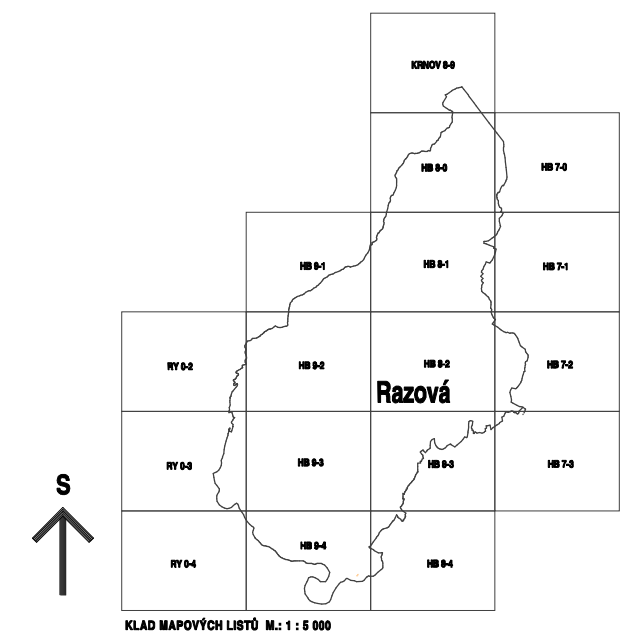 KRNOV 8-9
HB 8-0
HB 7-0
HB 9-1
HB 8-1
HB 7-1
RY 0-2
HB 9-2
HB 8-2
HB 7-2
Razová
RY 0-3
HB 9-3
HB 8-3
HB 7-3
S
RY 0-4
HB 9-4
HB 8-4
KLAD MAPOVÝCH LISTŮ M.: 1 : 5 000